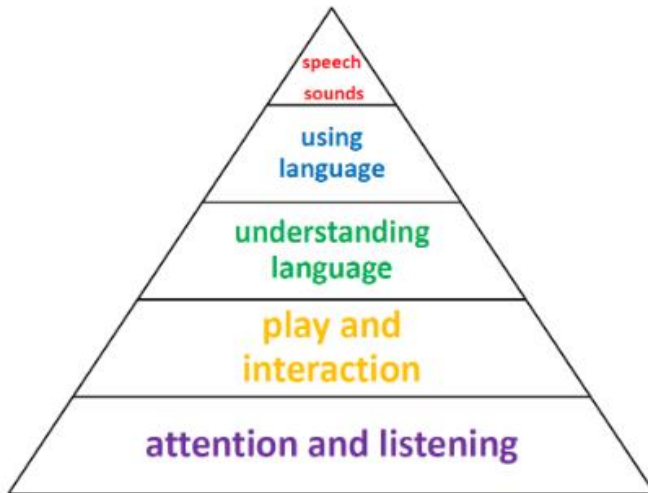 speech
sounds
using
language
understanding
language
play and
interaction
attention and listening